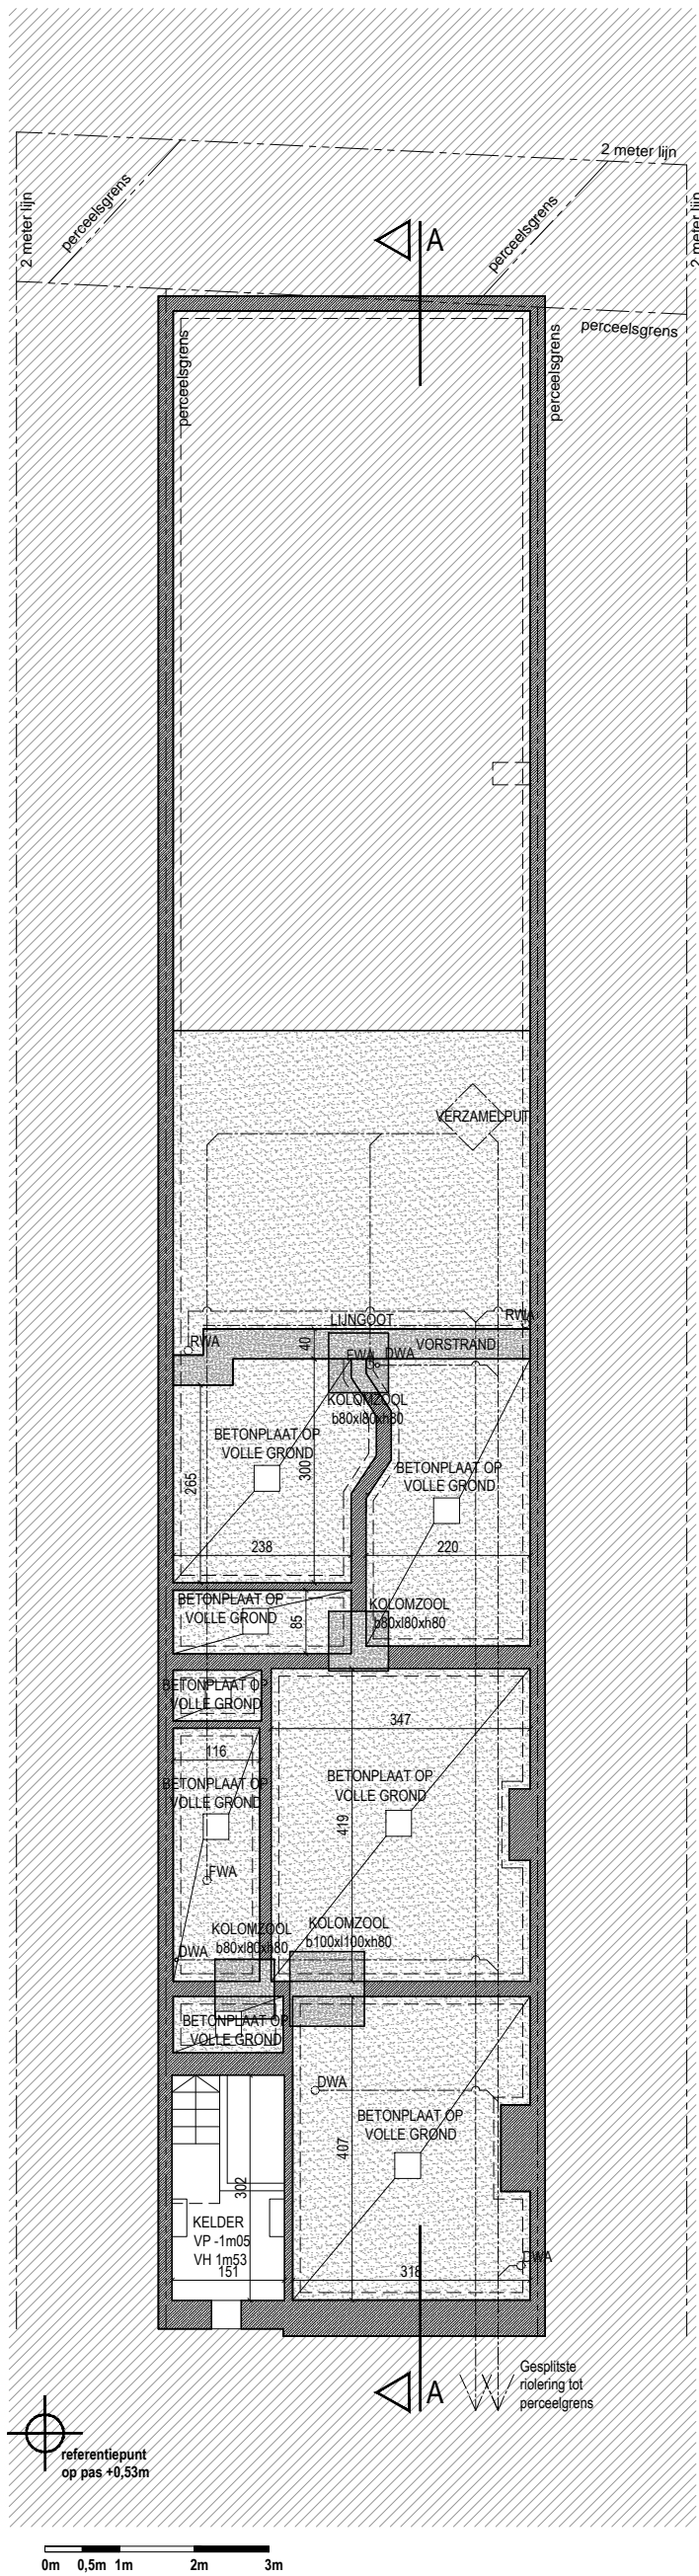 2 meter lijn
2 meter lijn
perceelsgrens
perceelsgrens
2 meter lijn
A
perceelsgrens
perceelsgrens
perceelsgrens
VERZAMELPUT
LIJNGOOT
RWA
RWA
40
VORSTRAND
FWA
DWA
KOLOMZOOL
b80xl80xh80
BETONPLAAT OP
VOLLE GROND
265
300
BETONPLAAT OP
VOLLE GROND
238
220
BETONPLAAT OP
VOLLE GROND
85
KOLOMZOOL
b80xl80xh80
BETONPLAAT OP
VOLLE GROND
347
116
BETONPLAAT OP
VOLLE GROND
BETONPLAAT OP
VOLLE GROND
419
FWA
KOLOMZOOL
b80xl80xh80
KOLOMZOOL
b100xl100xh80
DWA
BETONPLAAT OP
VOLLE GROND
DWA
BETONPLAAT OP
VOLLE GROND
407
302
KELDER
VP -1m05
VH 1m53
151
318
DWA
Gesplitste
riolering tot
perceelgrens
A
referentiepunt
op pas +0,53m
0m 0,5m 1m 2m 3m